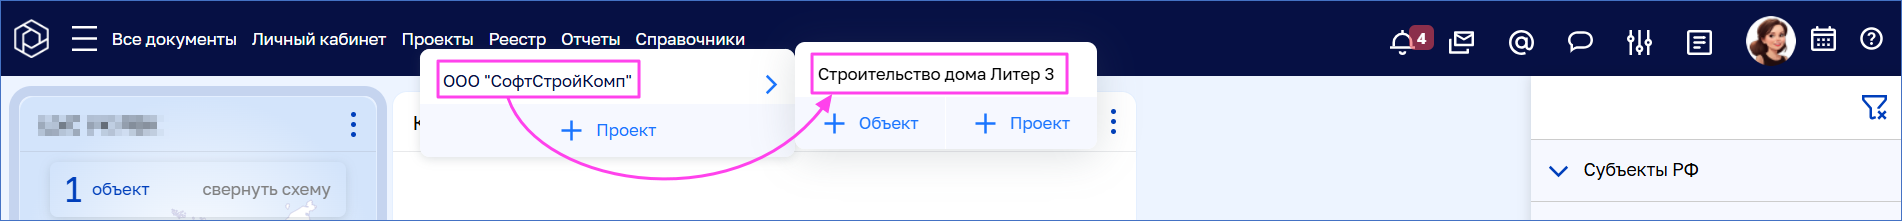 Все документы Личный кабинет Проекты Реестр Отчеты Справочники 4
ООО "СофтСтройКомп"
+ Проект
Строительство дома Литер 3
+ Объект + Проект
К
1 объект свернуть схему
Субъекты РФ